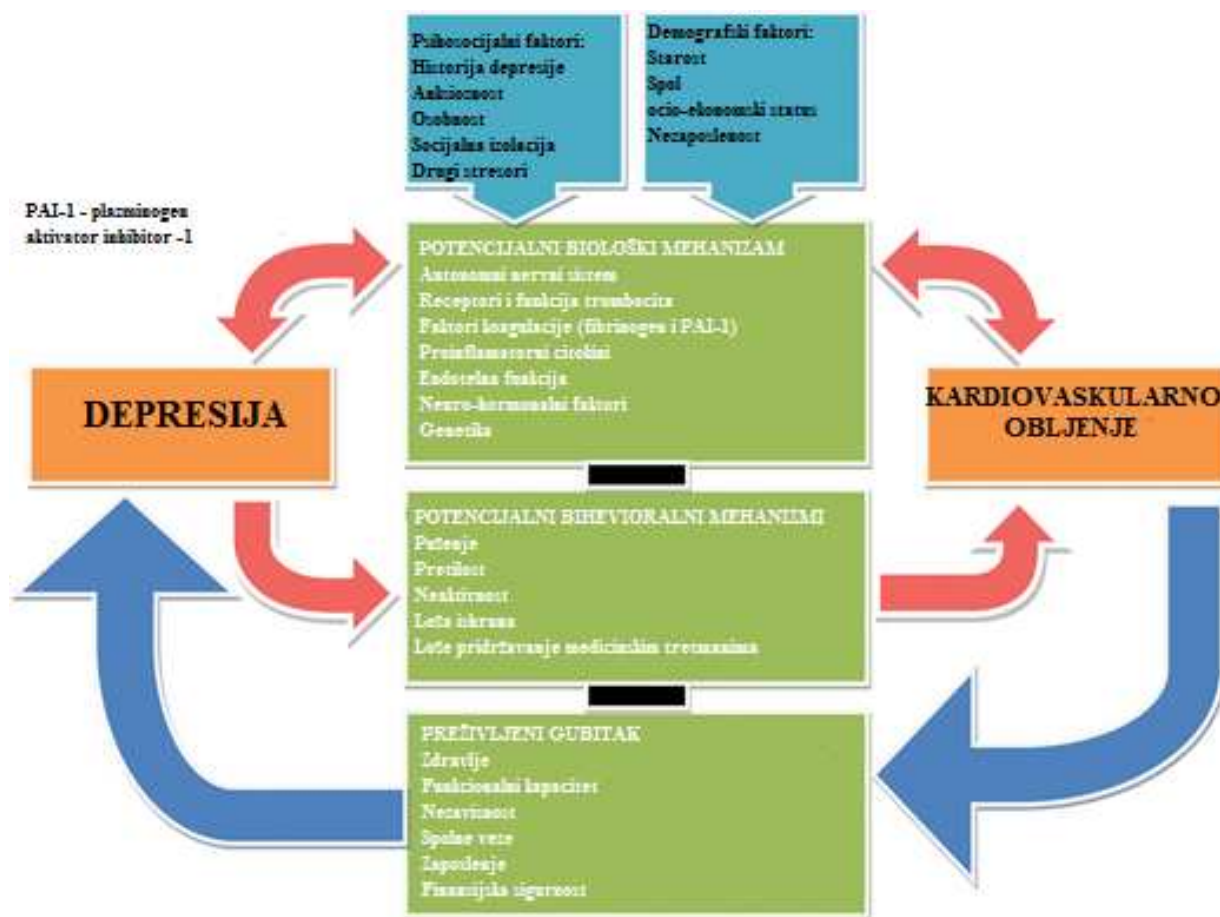 Psihosocijalni faktori:
Historija depresije
Anksioznost
Osobnost
Socijalna izolacija
Drugi stresori
Demografski faktori:
Starost
Spol
ocio-ekonomski status
Nezaposlenost
PAI-1 - plazminogen
aktivator inhibitor -1
POTENCIJALNI BIOLOŠKI MEHANIZAM
Autonomni nervni sistem
Receptori i funkcija trombocita
Faktori koagulacije (fibrinogen i PAI-1)
Proinflamatorni citokini
Endotelna funkcija
Neuro-hormonalni faktori
Genetika
DEPRESIJA
KARDIOVASKULARNO
OBLJENJE
POTENCIJALNI BIHEVIORALNI MEHANIZMI
Pušenje
Pretilost
Neaktivnost
Loša ishrana
Loše pridržavanje medicinskim tretmanima
PREŽIVLJENI GUBITAK
Zdravlje
Funkcionalni kapacitet
Nezavisnost
Spolne veze
Zaposlenje
Finansijska sigurnost